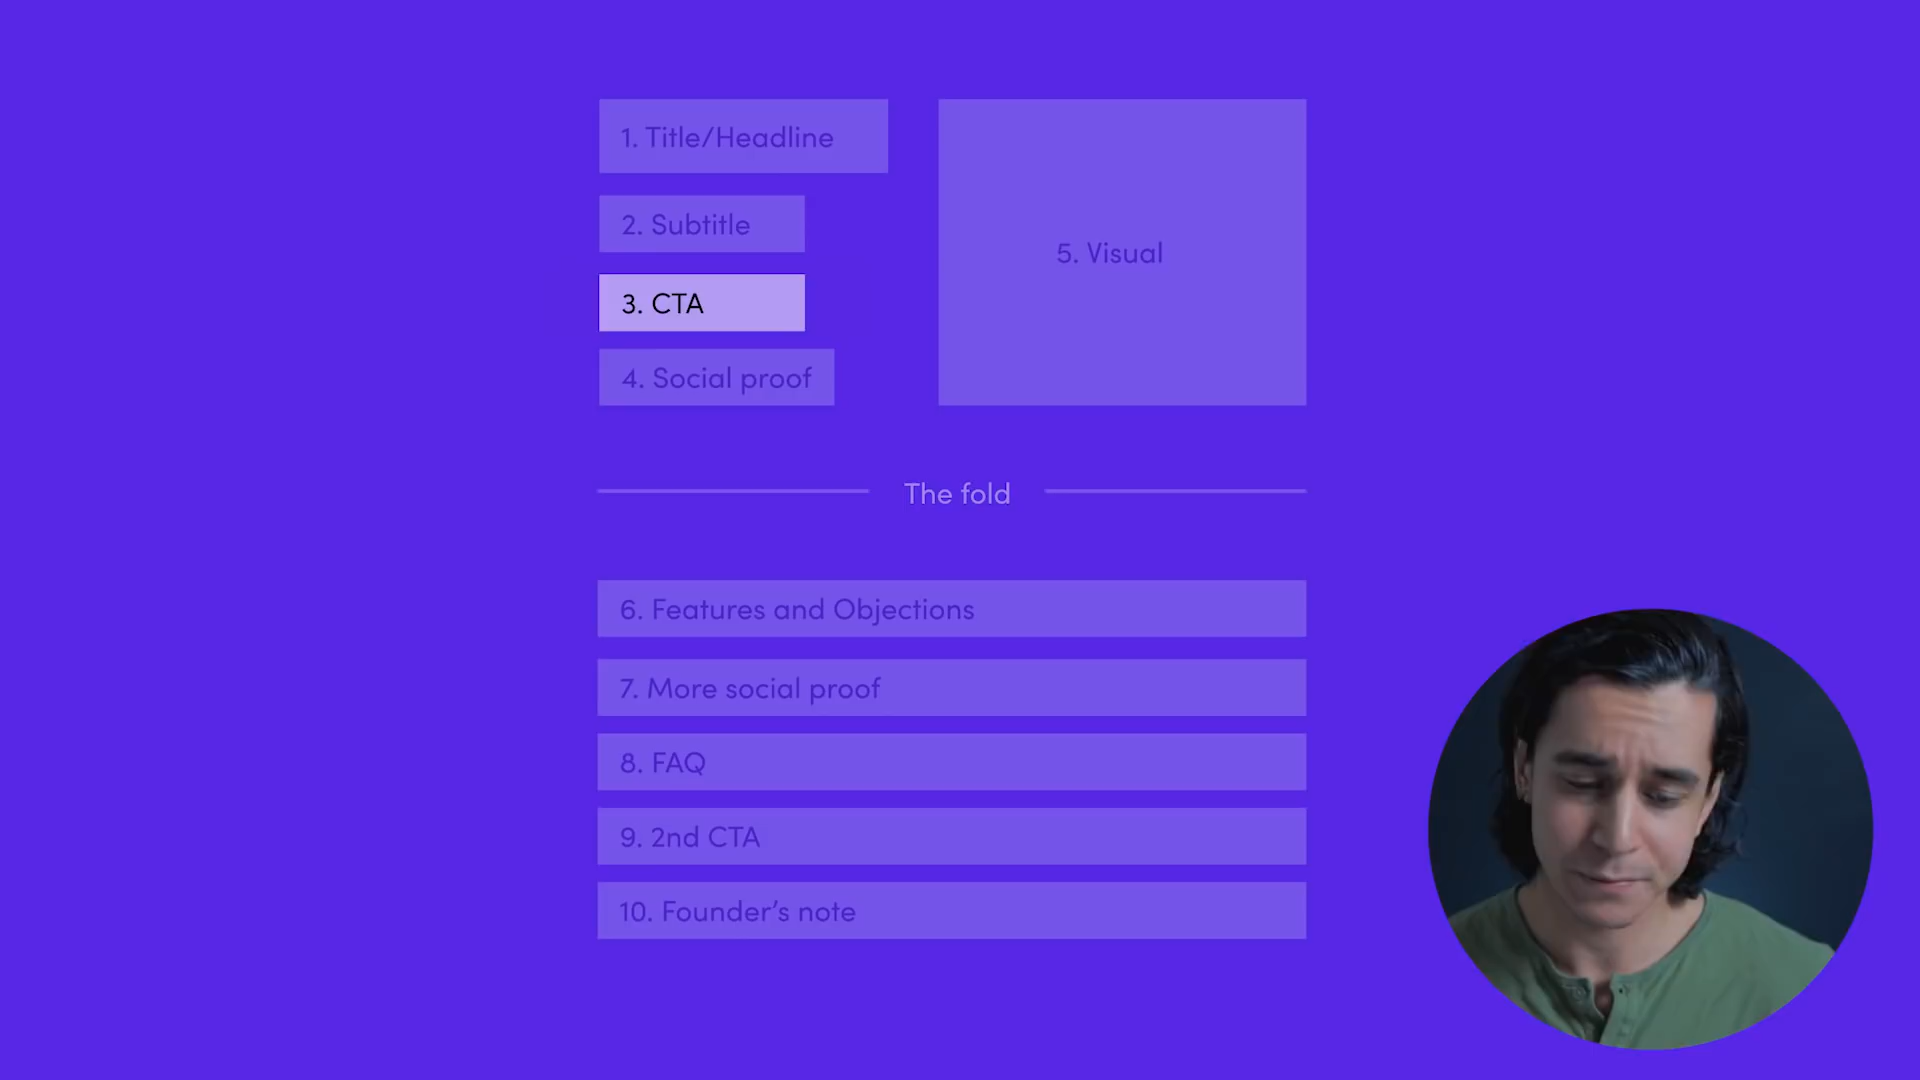 1. Title/Headline
2. Subtitle
3. CTA
4. Social proof
5. Visual
The fold
6. Features and Objections
7. More social proof
8. FAQ
9. 2nd CTA
10. Founder’s note